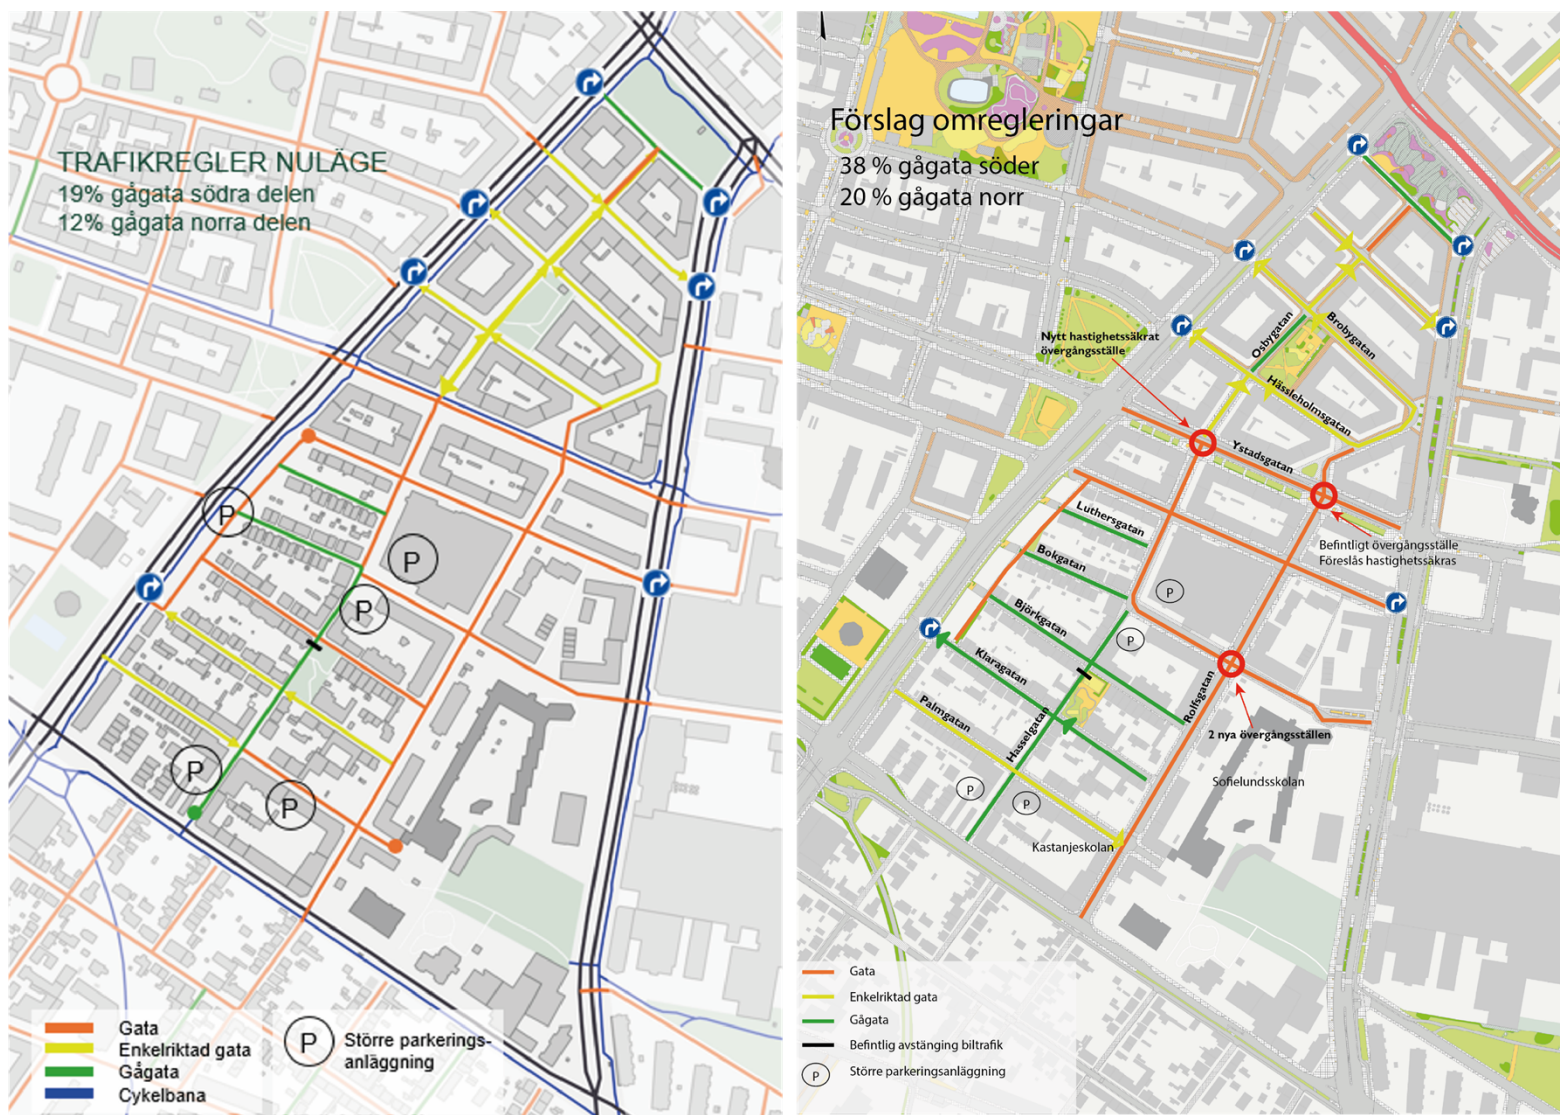 TRAFIKREGLER NULÄGE
19% gågata södra delen
12% gågata norra delen
P
P
P
P
P
Gata
Enkelriktad gata
Gågata
Cykelbana
P
Större parkerings-
anläggning
Förslag omregleringar
38 % gågata söder
20 % gågata norr
Nytt hastighetssäkrat
övergångsställe
Osbygatan
Brobygatan
Hässleholmsgatan
Ystadsgatan
Befintligt övergångsställe
Föreslås hastighetssäkras
Luthersgatan
Bokgatan
Björkgatan
Klaragatan
Palmgatan
Hasselgatan
Rolfsgatan
P
P
P
P
2 nya övergångsställen
Sofielundsskolan
Kastanjeskolan
Gata
Enkelriktad gata
Gågata
Befintlig avstänging biltrafik
P
Större parkeringsanläggning